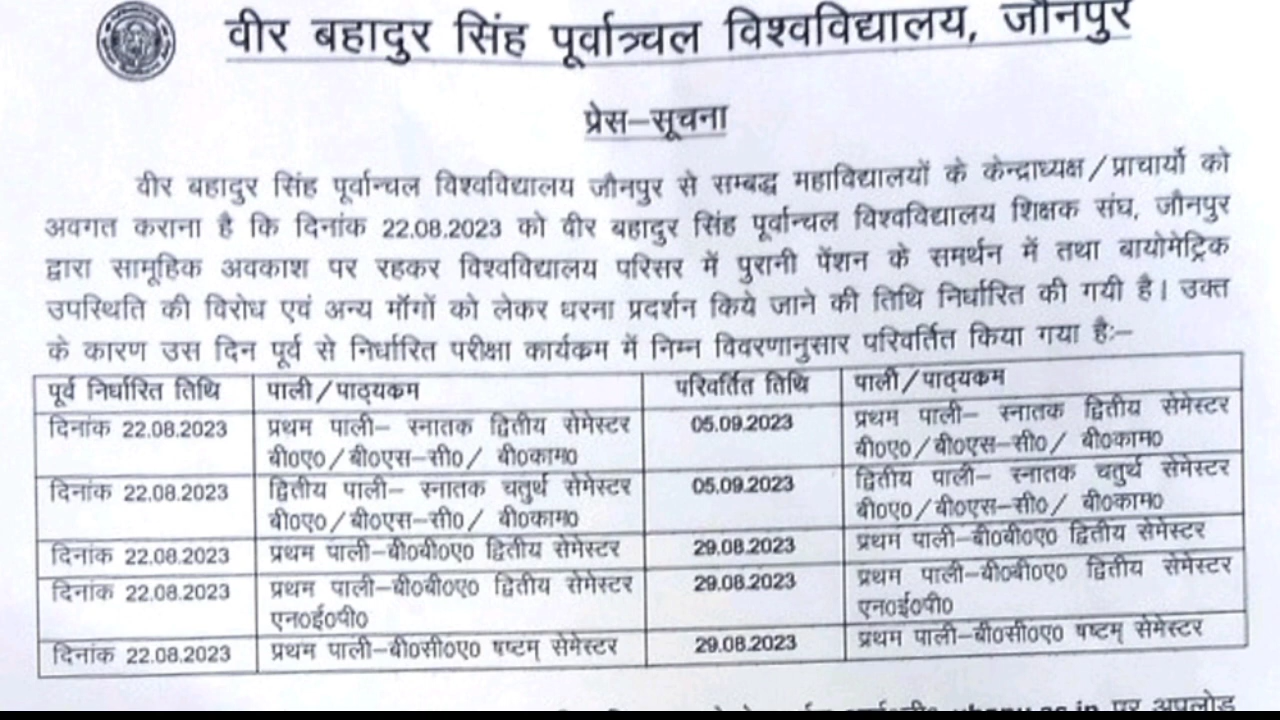 वीर बहादुर सिंह पूर्वान्चल विश्वविद्यालय, जौनपुर
प्रेस–सूचना
वीर बहादुर सिंह पूर्वान्चल विश्वविद्यालय जौनपुर से सम्बद्ध महाविद्यालयों के केन्द्राध्यक्ष/प्राचार्यो को
अवगत कराना है कि दिनांक 22.08.2023 को वीर बहादुर सिंह पूर्वान्चल विश्वविद्यालय शिक्षक संघ, जौनपुर
द्वारा सामूहिक अवकाश पर रहकर विश्वविद्यालय परिसर में पुरानी पेंशन के समर्थन में तथा बायोमेट्रिक
उपस्थिति की विरोध एवं अन्य मॉगों को लेकर धरना प्रदर्शन किये जाने की तिथि निर्धारित की गयी है। उक्त
के कारण उस दिन पूर्व से निर्धारित परीक्षा कार्यकम में निम्न विवरणानुसार परिवर्तित किया गया है:–
पूर्व निर्धारित तिथि पाली/पाठ्यकम परिवर्तित तिथि पाली/पाठ्यकम
दिनांक 22.08.2023 प्रथम पाली– स्नातक द्वितीय सेमेस्टर 05.09.2023 प्रथम पाली– स्नातक द्वितीय सेमेस्टर
बी0ए0/बी0एस–सी0/ बी0काम0 बी0ए0/बी0एस–सी0/ बी0काम0
दिनांक 22.08.2023 द्वितीय पाली– स्नातक चतुर्थ सेमेस्टर 05.09.2023 द्वितीय पाली– स्नातक चतुर्थ सेमेस्टर
बी0ए0/बी0एस–सी0/ बी0काम0 बी0ए0/बी0एस–सी0/ बी0काम0
दिनांक 22.08.2023 प्रथम पाली–बी0बी0ए0 द्वितीय सेमेस्टर 29.08.2023 प्रथम पाली–बी0बी0ए0 द्वितीय सेमेस्टर
दिनांक 22.08.2023 प्रथम पाली–बी0बी0ए0 द्वितीय सेमेस्टर 29.08.2023 प्रथम पाली–बी0बी0ए0 द्वितीय सेमेस्टर
एन0ई0पी0 एन0ई0पी0
दिनांक 22.08.2023 प्रथम पाली–बी0सी0ए0 षष्टम् सेमेस्टर 29.08.2023 प्रथम पाली–बी0सी0ए0 षष्टम् सेमेस्टर
पर अपलोड